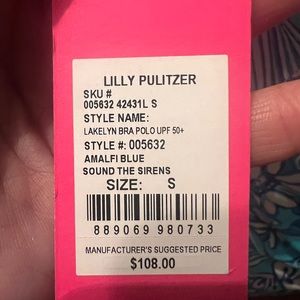 LILLY PULITZER
SKU #
005632 42431L S
STYLE NAME:
LAKELYN BRA POLO UPF 50+
STYLE #: 005632
AMALFI BLUE
SOUND THE SIRENS
SIZE: S
889069 980733
MANUFACTURER'S SUGGESTED PRICE
$108.00